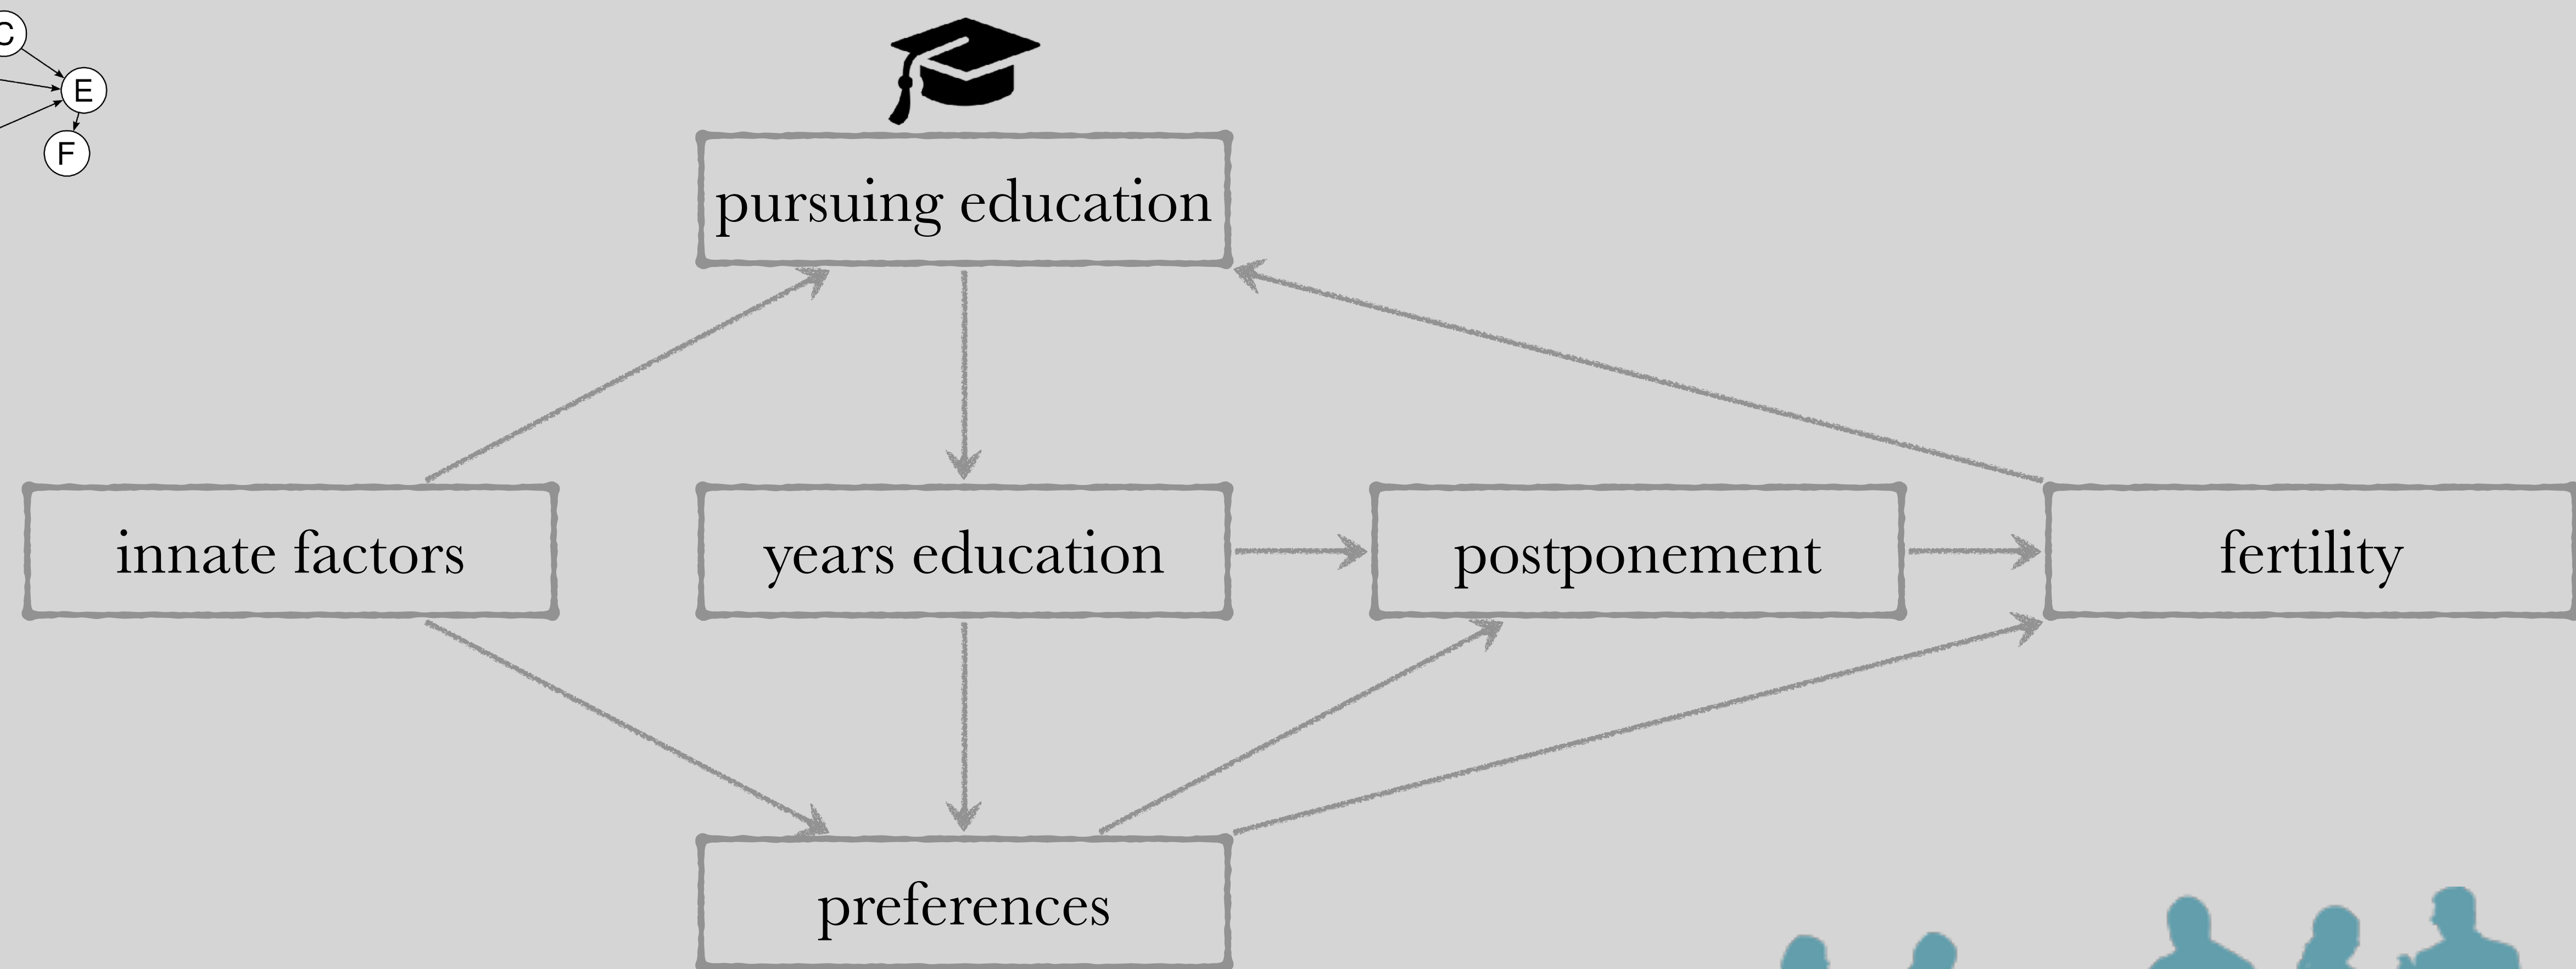 C
E
F
pursuing education
innate factors
years education
postponement
fertility
preferences